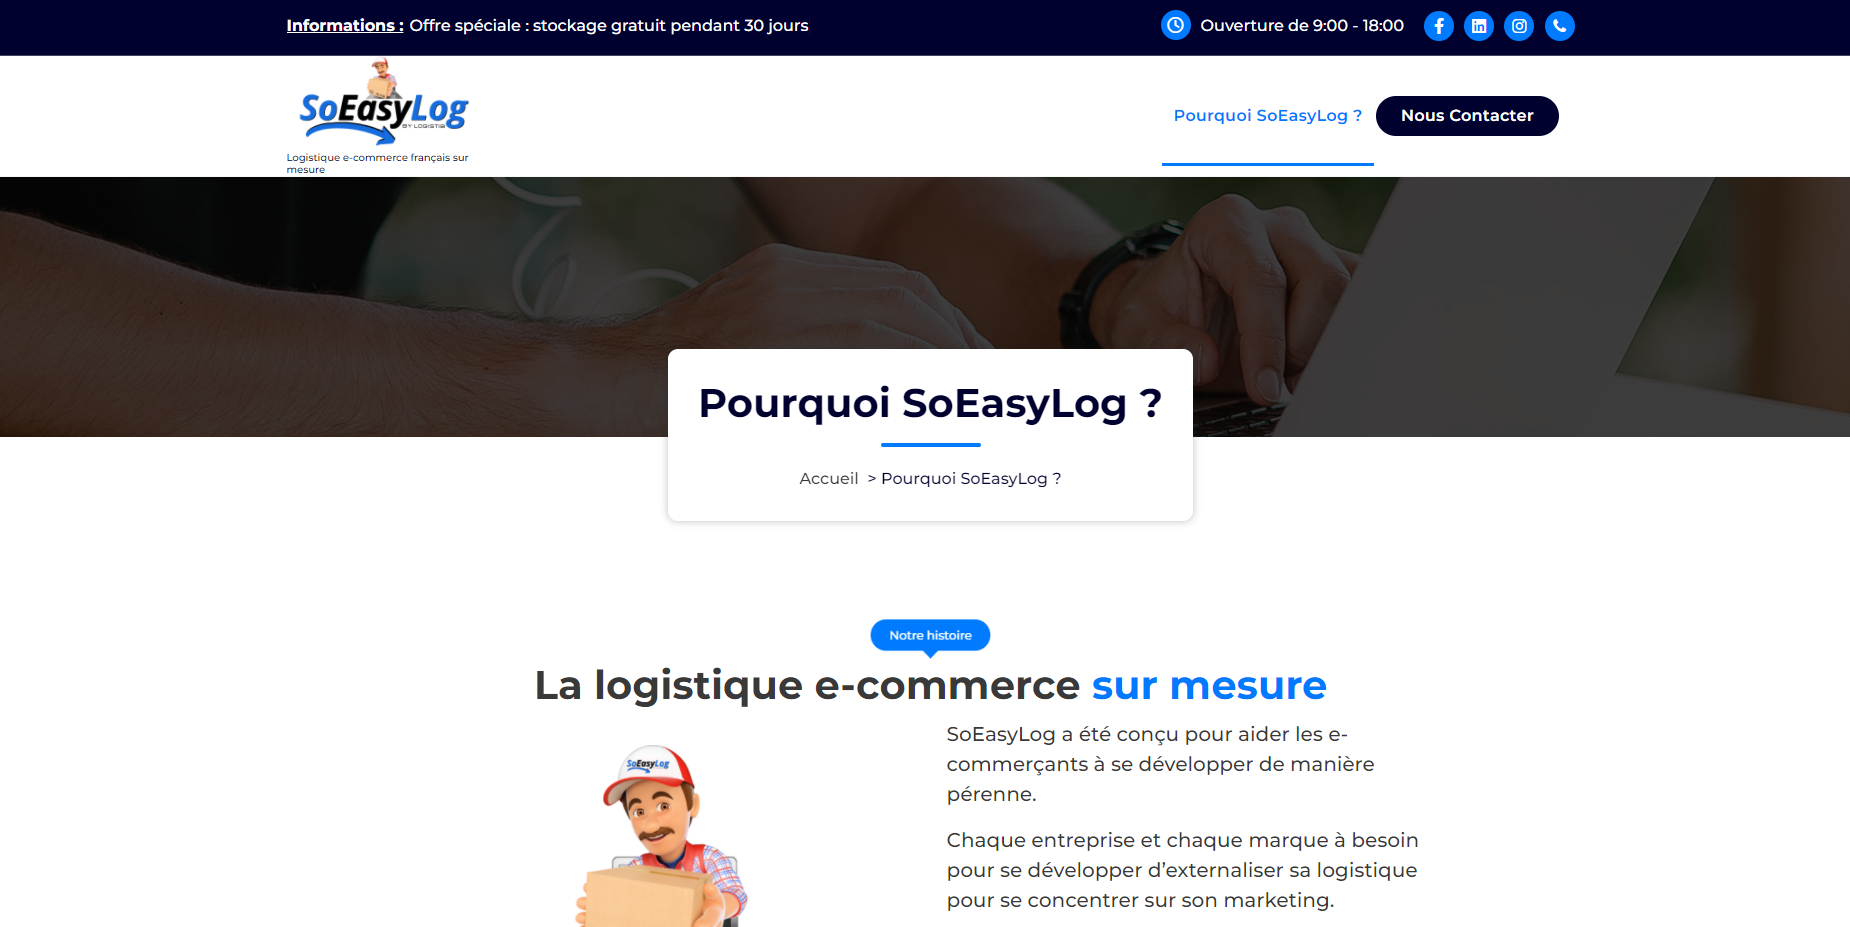 Informations : Offre spéciale : stockage gratuit pendant 30 jours
Ouverture de 9:00 - 18:00
SoEasyLog
BY LOGISTIB
Logistique e-commerce français sur
mesure
Pourquoi SoEasyLog ?
Nous Contacter
Pourquoi SoEasyLog ?
Accueil > Pourquoi SoEasyLog ?
Notre histoire
La logistique e-commerce sur mesure
SoEasyLog
SoEasyLog a été conçu pour aider les e-
commerçants à se développer de manière
pérenne.
Chaque entreprise et chaque marque à besoin
pour se développer d’externaliser sa logistique
pour se concentrer sur son marketing.